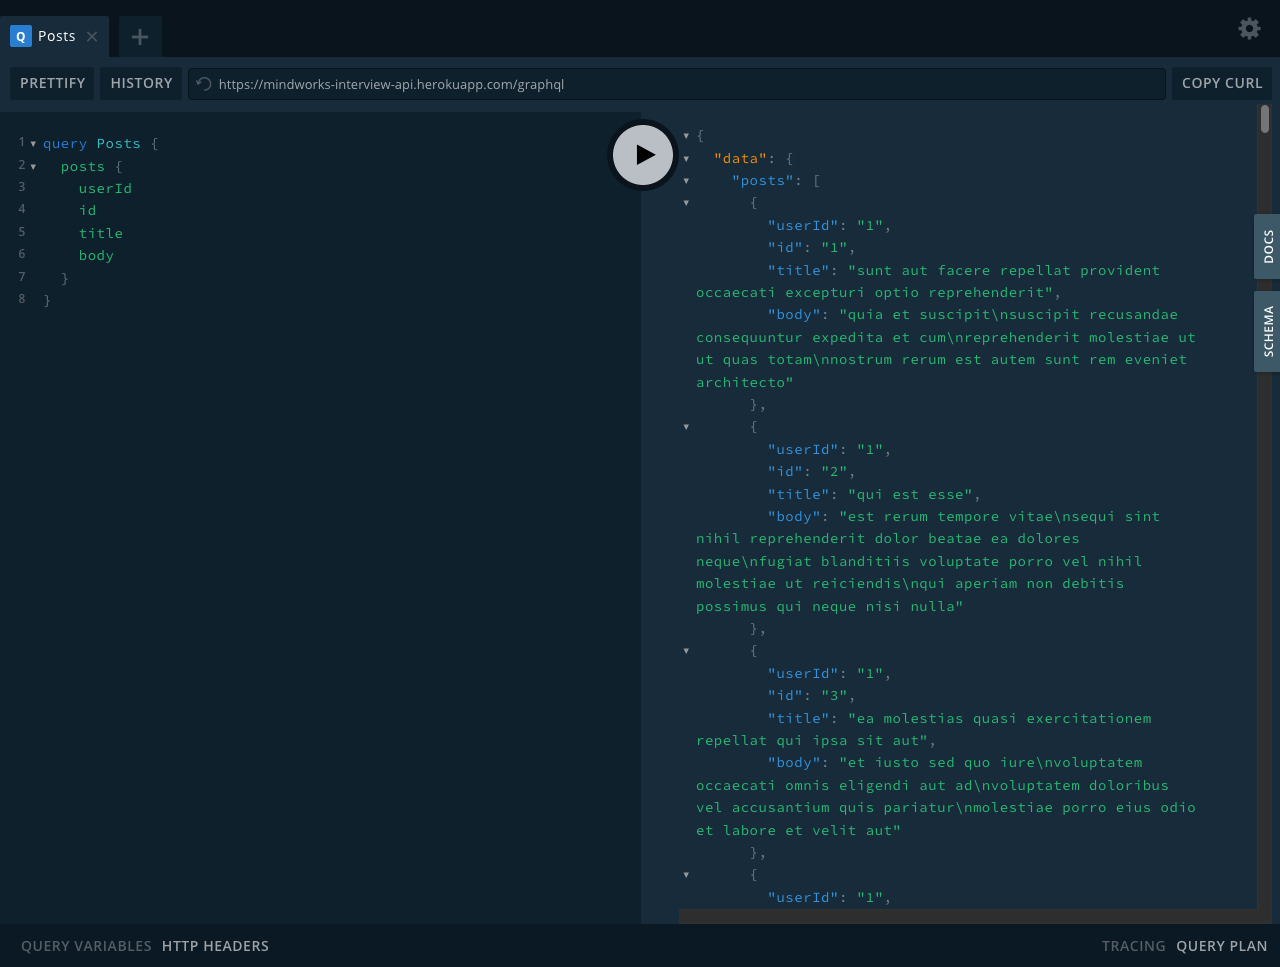 Q Posts
PRETTIFY HISTORY https://mindworks-interview-api.herokuapp.com/graphql COPY CURL
1 query Posts {
2 posts {
3 userId
4 id
5 title
6 body
7 }
8 }
{
"data": {
"posts": [
{
"userId": "1",
"id": "1",
"title": "sunt aut facere repellat provident
occaecati excepturi optio reprehenderit",
"body": "quia et suscipit\nsuscipit recusandae
consequuntur expedita et cum\nreprehenderit molestiae ut
ut quas totam\nnostrum rerum est autem sunt rem eveniet
architecto"
},
{
"userId": "1",
"id": "2",
"title": "qui est esse",
"body": "est rerum tempore vitae\nsequi sint
nihil reprehenderit dolor beatae ea dolores
neque\nfugiat blanditiis voluptate porro vel nihil
molestiae ut reiciendis\nqui aperiam non debitis
possimus qui neque nisi nulla"
},
{
"userId": "1",
"id": "3",
"title": "ea molestias quasi exercitationem
repellat qui ipsa sit aut",
"body": "et iusto sed quo iure\nvoluptatem
occaecati omnis eligendi aut ad\nvoluptatem doloribus
vel accusantium quis pariatur\nmolestiae porro eius odio
et labore et velit aut"
},
{
"userId": "1",
DOCS
SCHEMA
QUERY VARIABLES HTTP HEADERS
TRACING QUERY PLAN